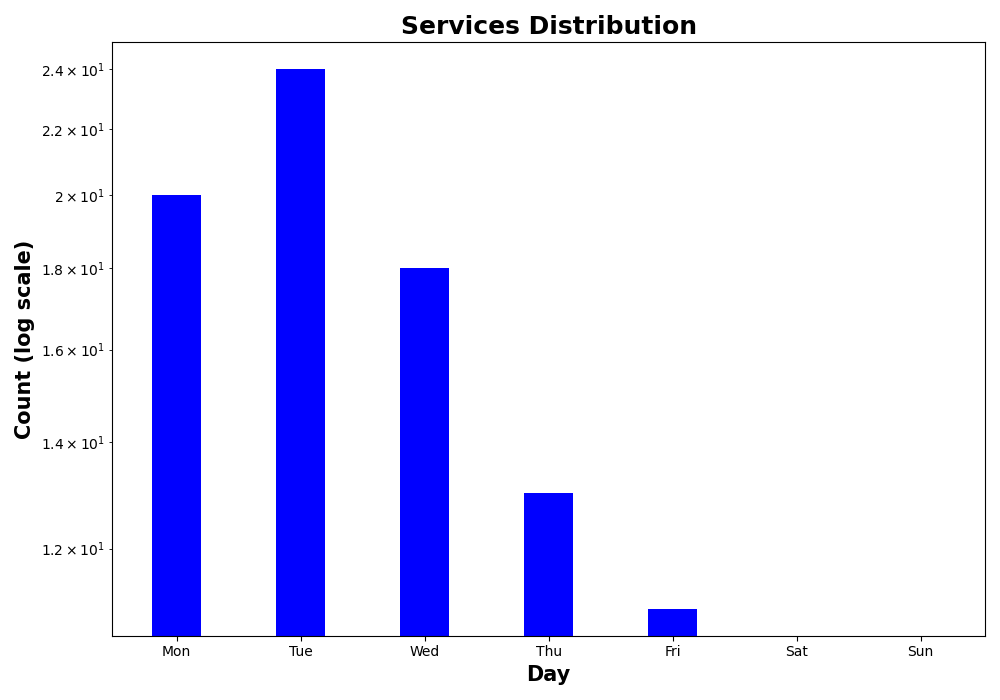 Services Distribution
Count (log scale)
2.4 × 10¹
2.2 × 10¹
2 × 10¹
1.8 × 10¹
1.6 × 10¹
1.4 × 10¹
1.2 × 10¹
Mon Tue Wed Thu Fri Sat Sun
Day